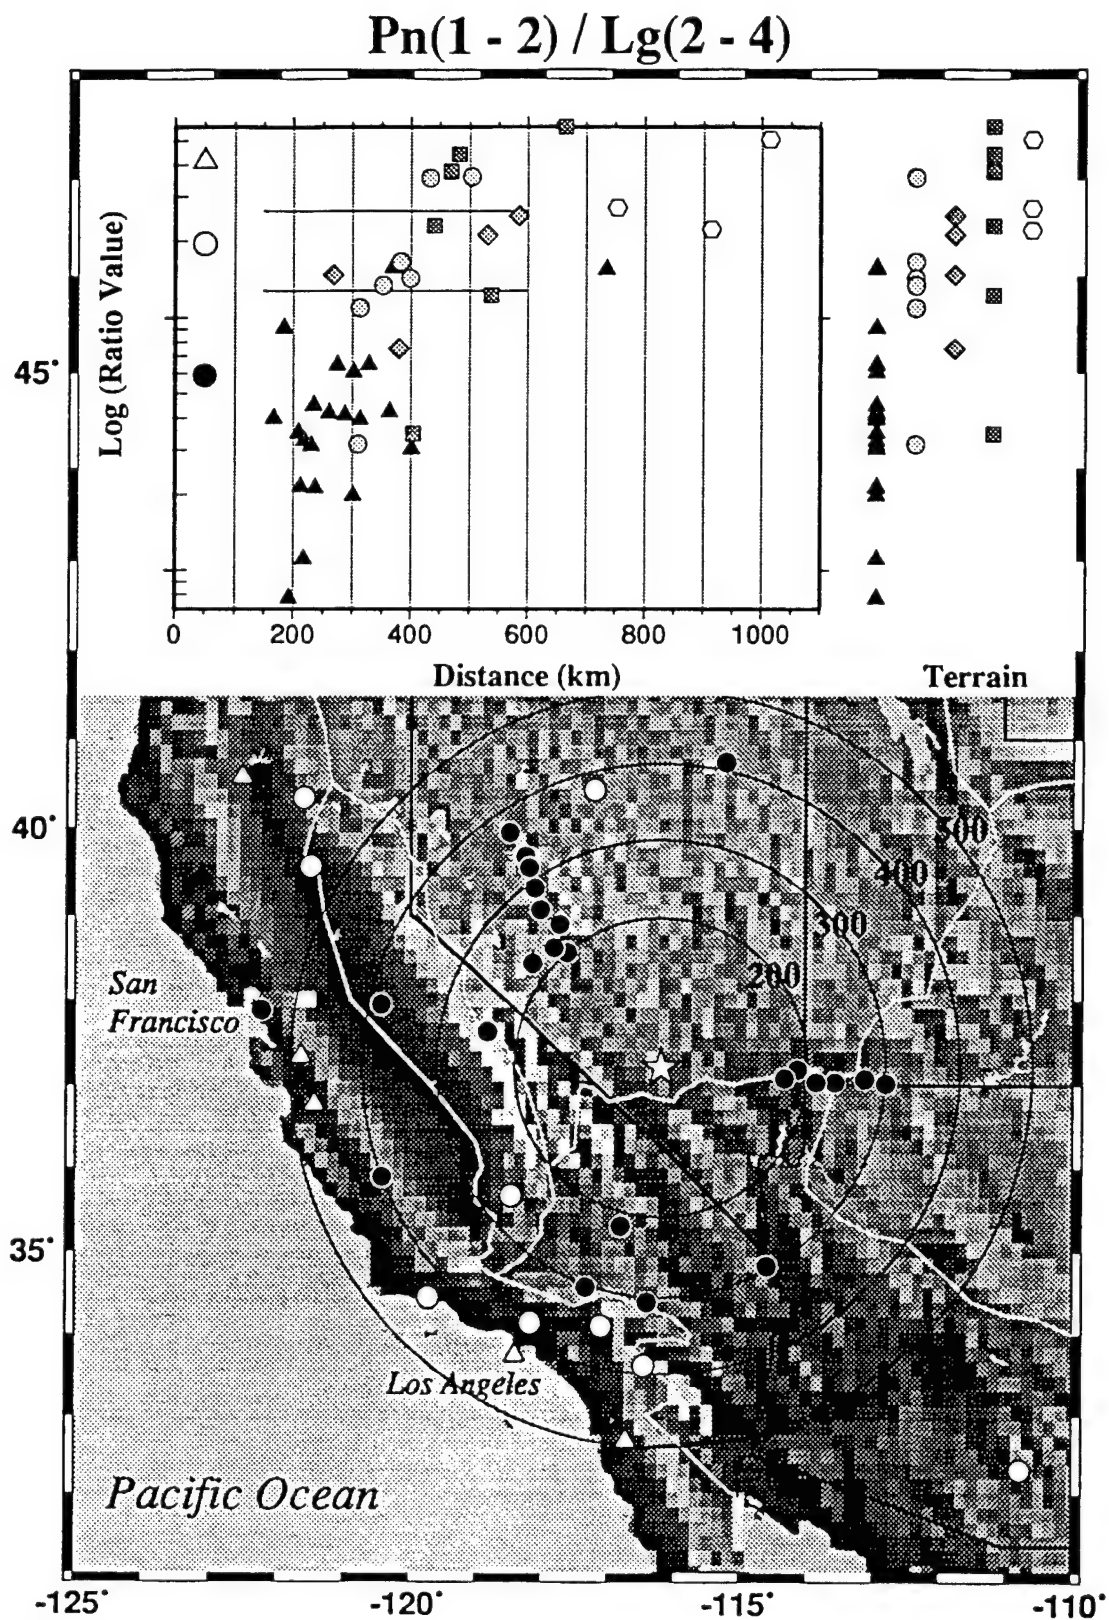 Pn(1 - 2) / Lg(2 - 4)
Log (Ratio Value)
0 200 400 600 800 1000
Distance (km)
Terrain
45°
40°
35°
500
400
300
200
San
Francisco
Los Angeles
Pacific Ocean
-125° -120° -115° -110°